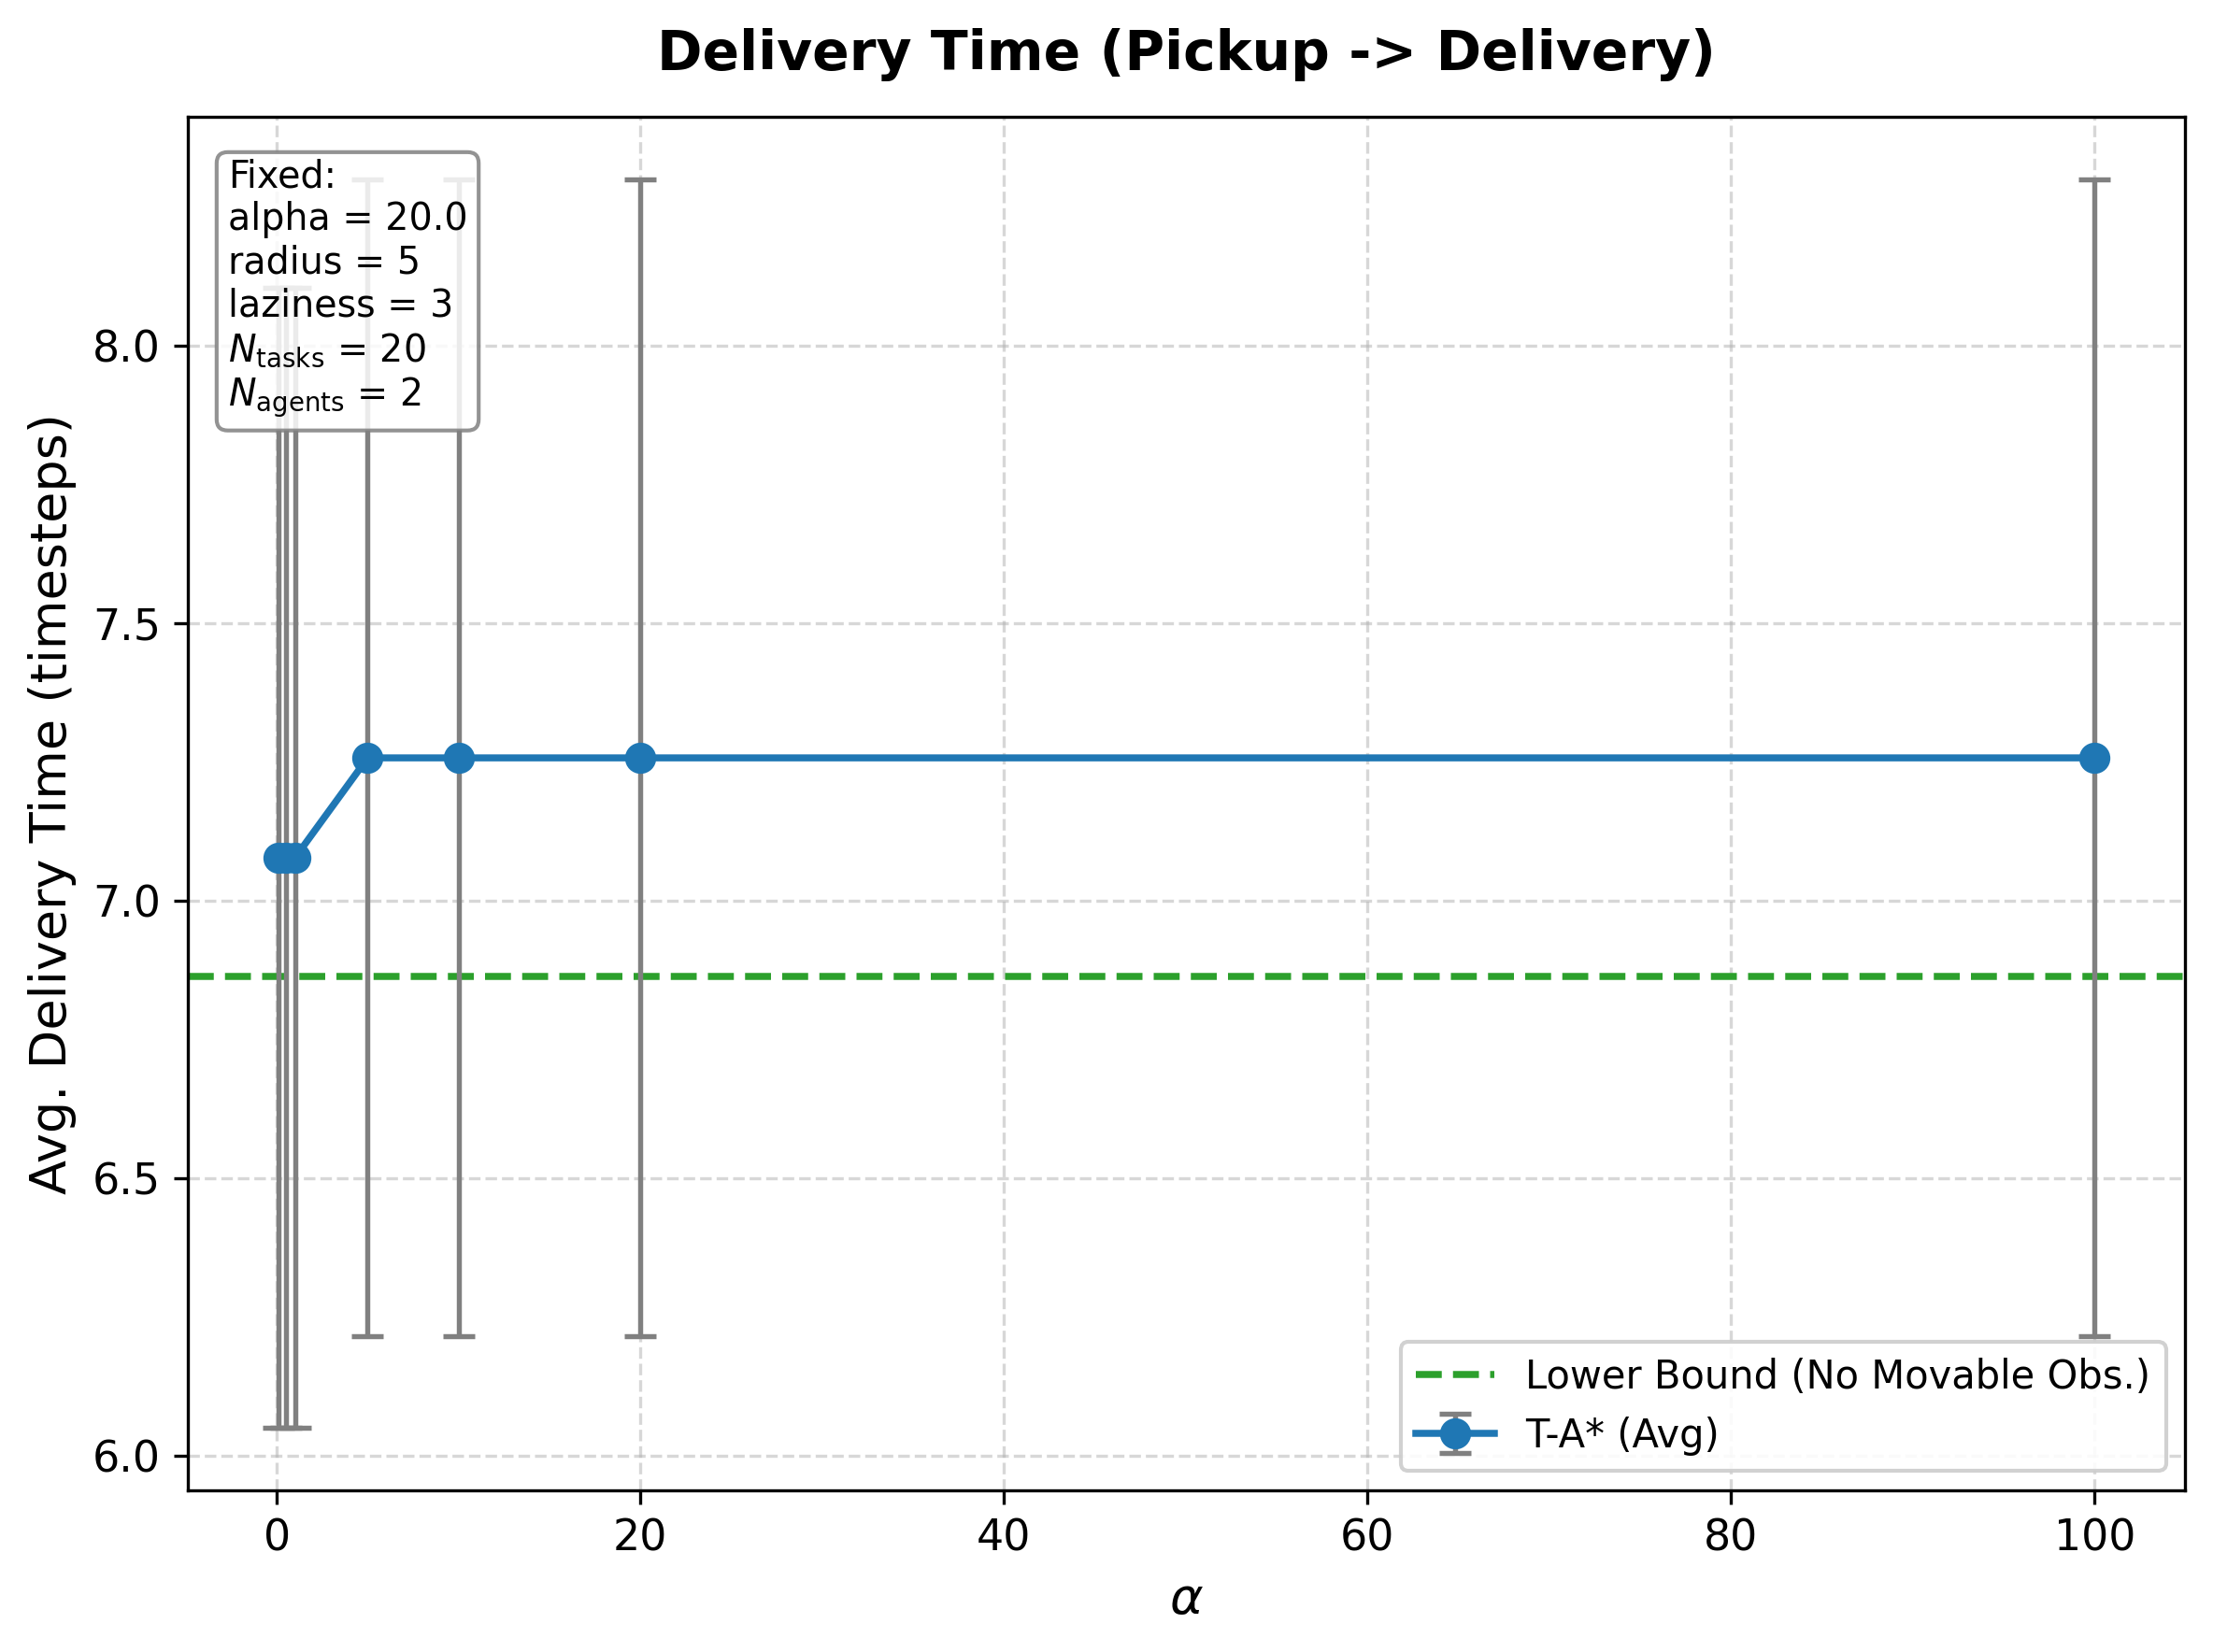 Delivery Time (Pickup -> Delivery)
Fixed:
alpha = 20.0
radius = 5
laziness = 3
N_tasks = 20
N_agents = 2
Avg. Delivery Time (timesteps)
8.0
7.5
7.0
6.5
6.0
Lower Bound (No Movable Obs.)
T-A* (Avg)
0 20 40 60 80 100
α